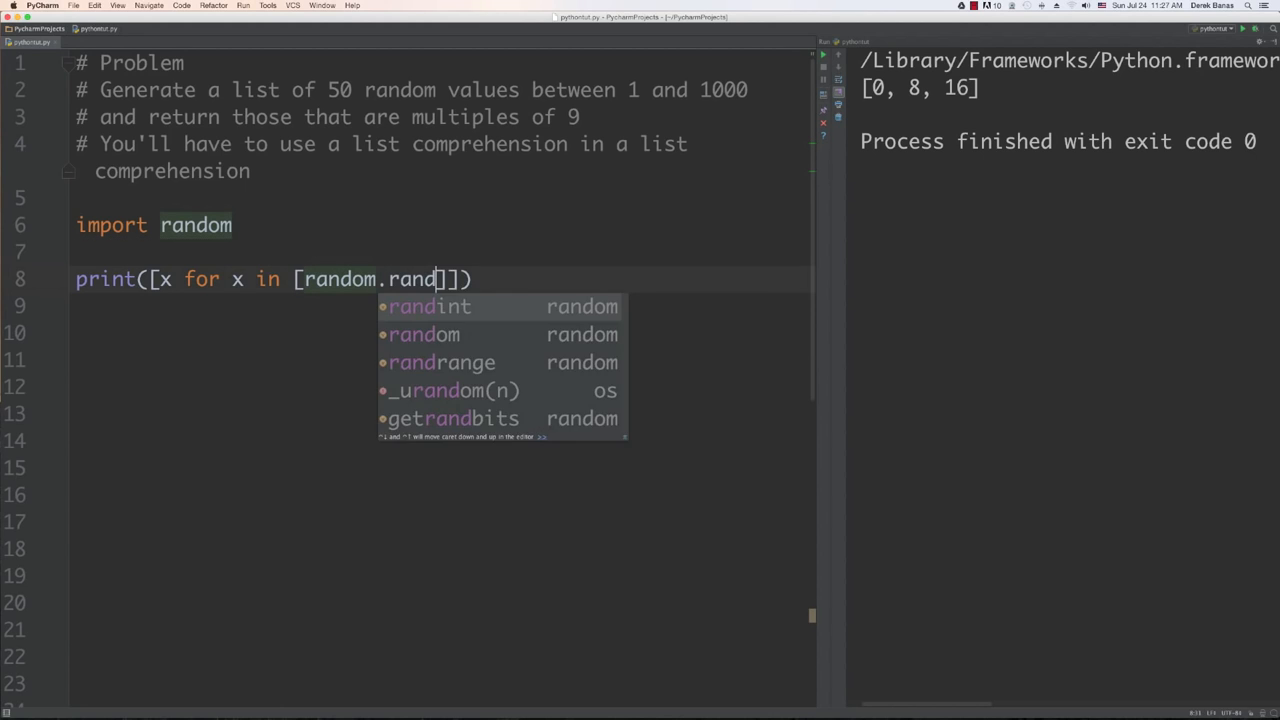 PyCharm File Edit View Navigate Code Refactor Run Tools VCS Window Help 10 Sun Jul 24 11:27 AM Derek Banas
pythontut.py - PycharmProjects - [~/PycharmProjects]
PycharmProjects pythontut.py pythontut
pythontut.py
Run pythontut
1 # Problem
2 # Generate a list of 50 random values between 1 and 1000
3 # and return those that are multiples of 9
4 # You'll have to use a list comprehension in a list
comprehension
5
6 import random
7
8 print([x for x in [random.rand]])
9
10
11
12
13
14
15
16
17
18
19
20
21
22
23
randint random
random random
randrange random
_urandom(n) os
getrandbits random
^↓ and ^↑ will move caret down and up in the editor >>
/Library/Frameworks/Python.framewor
[0, 8, 16]
Process finished with exit code 0
8:31 LF÷ UTF-8÷